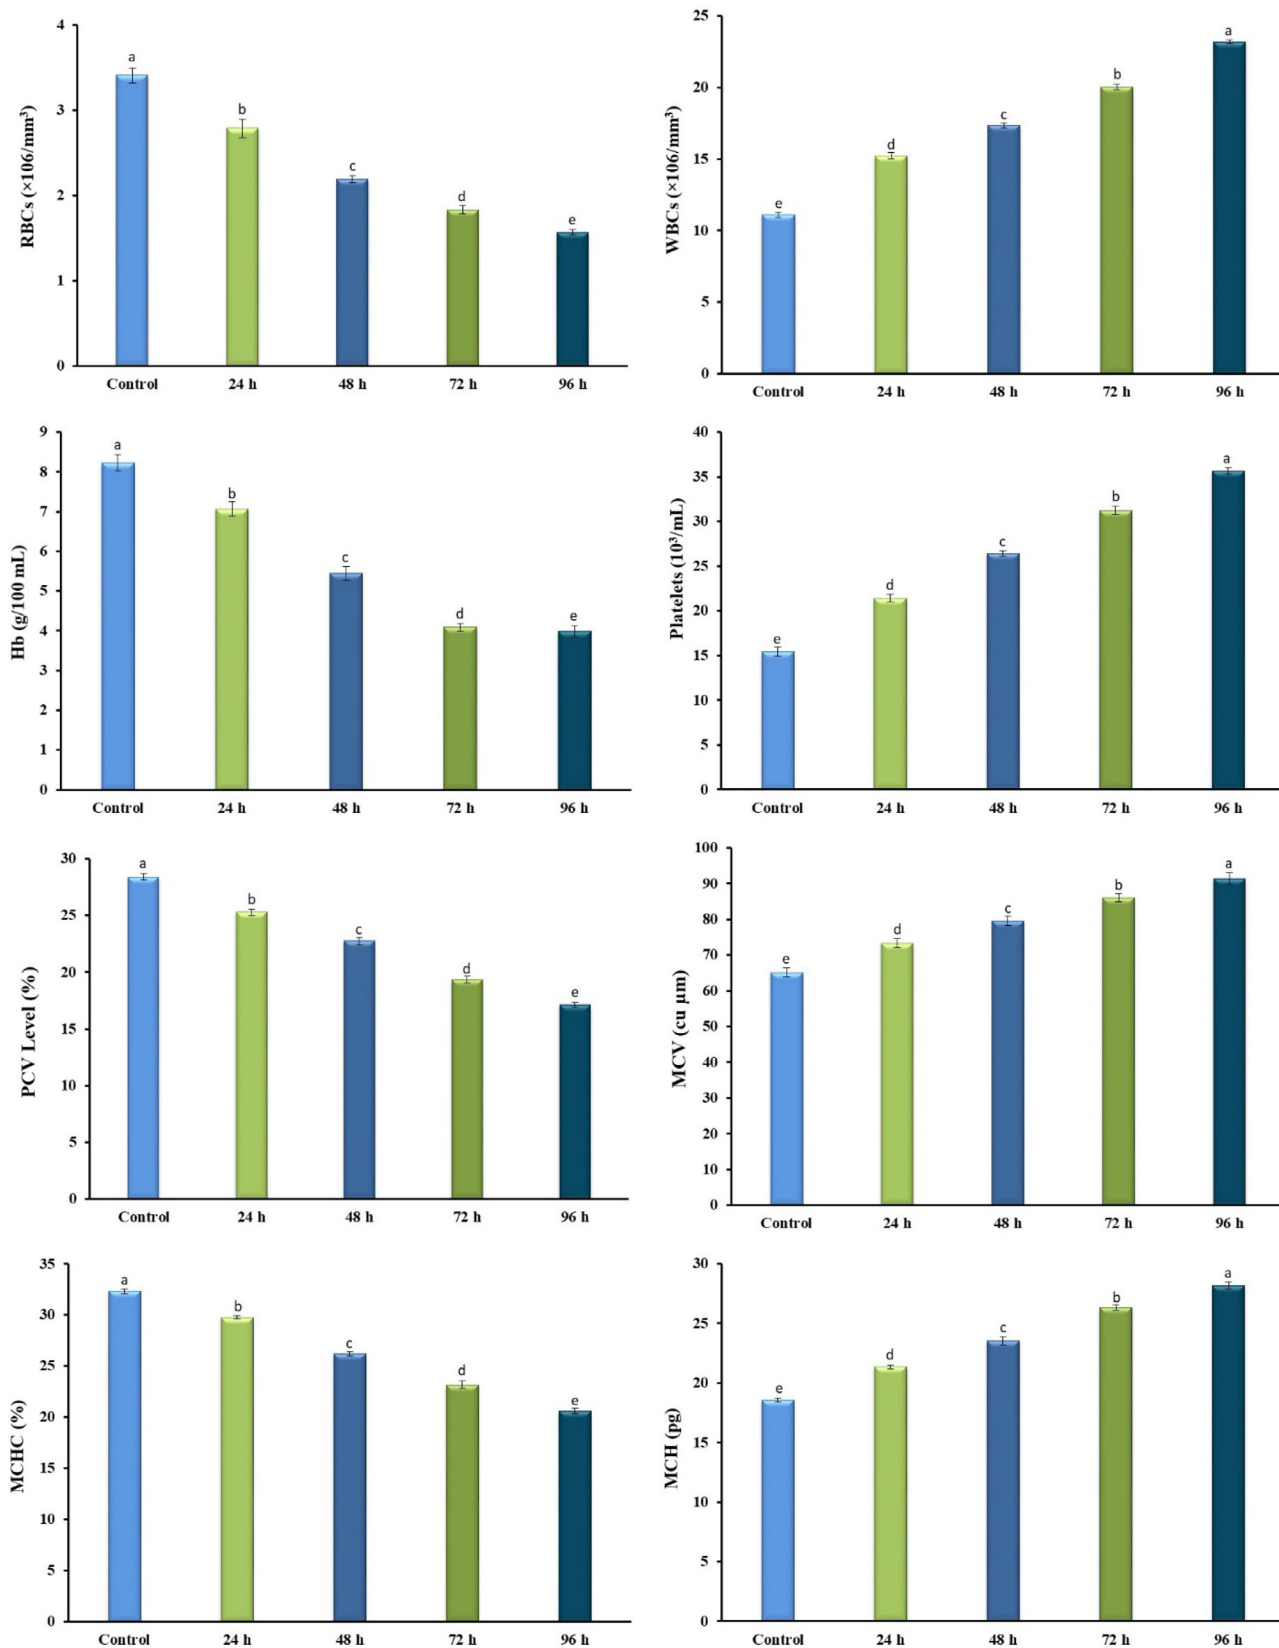 RBCs (×106/mm³)
4
3
2
1
0
a
b
c
d
e
Control 24 h 48 h 72 h 96 h
WBCs (×106/mm³)
25
20
15
10
5
0
e
d
c
b
a
Control 24 h 48 h 72 h 96 h
Hb (g/100 mL)
9
8
7
6
5
4
3
2
1
0
a
b
c
d
e
Control 24 h 48 h 72 h 96 h
Platelets (10³/mL)
40
35
30
25
20
15
10
5
0
e
d
c
b
a
Control 24 h 48 h 72 h 96 h
PCV Level (%)
30
25
20
15
10
5
0
a
b
c
d
e
Control 24 h 48 h 72 h 96 h
MCV (cu µm)
100
90
80
70
60
50
40
30
20
10
0
e
d
c
b
a
Control 24 h 48 h 72 h 96 h
MCHC (%)
35
30
25
20
15
10
5
0
a
b
c
d
e
Control 24 h 48 h 72 h 96 h
MCH (pg)
30
25
20
15
10
5
0
e
d
c
b
a
Control 24 h 48 h 72 h 96 h